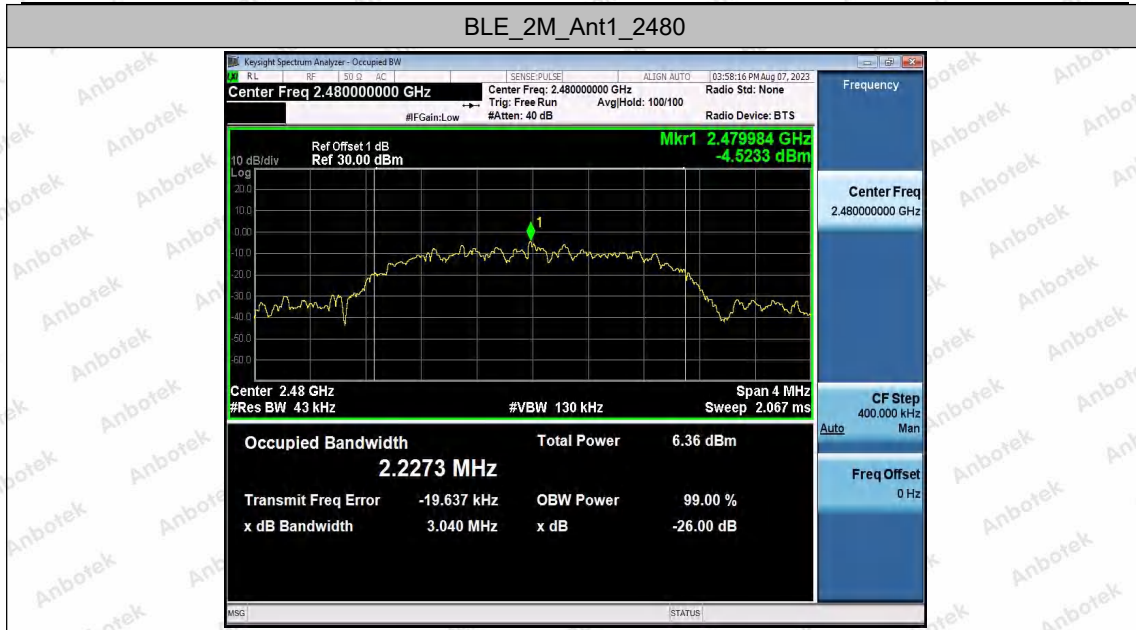 BLE_2M_Ant1_2480
Keysight Spectrum Analyzer - Occupied BW
RL RF 50 Ω AC SENSE:PULSE ALIGN AUTO 03:58:16 PM Aug 07, 2023
Center Freq 2.480000000 GHz
Center Freq: 2.480000000 GHz
Radio Std: None
Trig: Free Run Avg|Hold: 100/100
#IFGain:Low
#Atten: 40 dB
Radio Device: BTS
Frequency
Ref Offset 1 dB
Mkr1 2.479984 GHz
10 dB/div Ref 30.00 dBm
-4.5233 dBm
Log
20.0
10.0
0.00
-10.0
-20.0
-30.0
-40.0
-50.0
-60.0
1
Center 2.48 GHz
Span 4 MHz
#Res BW 43 kHz
#VBW 130 kHz
Sweep 2.067 ms
Center Freq
2.480000000 GHz
CF Step
400.000 kHz
Auto Man
Freq Offset
0 Hz
Occupied Bandwidth
Total Power 6.36 dBm
2.2273 MHz
Transmit Freq Error -19.637 kHz
OBW Power 99.00 %
x dB Bandwidth 3.040 MHz
x dB -26.00 dB
MSG
STATUS
Anbotek